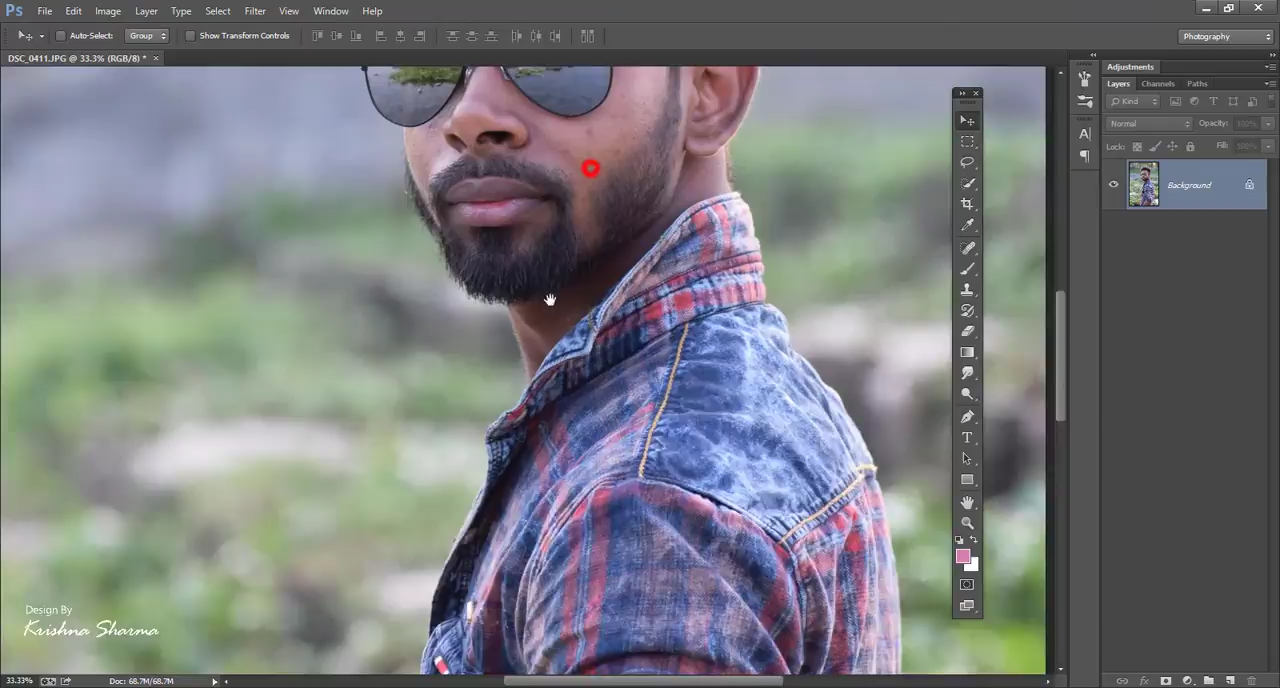 Ps File Edit Image Layer Type Select Filter View Window Help
Auto-Select: Group Show Transform Controls Photography
DSC_0411.JPG @ 33.3% (RGB/8) * ×
Adjustments
Layers Channels Paths
Kind
Normal Opacity: 100%
Lock: Fill: 100%
Background
Design By
Krishna Sharma
33.33% Doc: 68.7M/68.7M